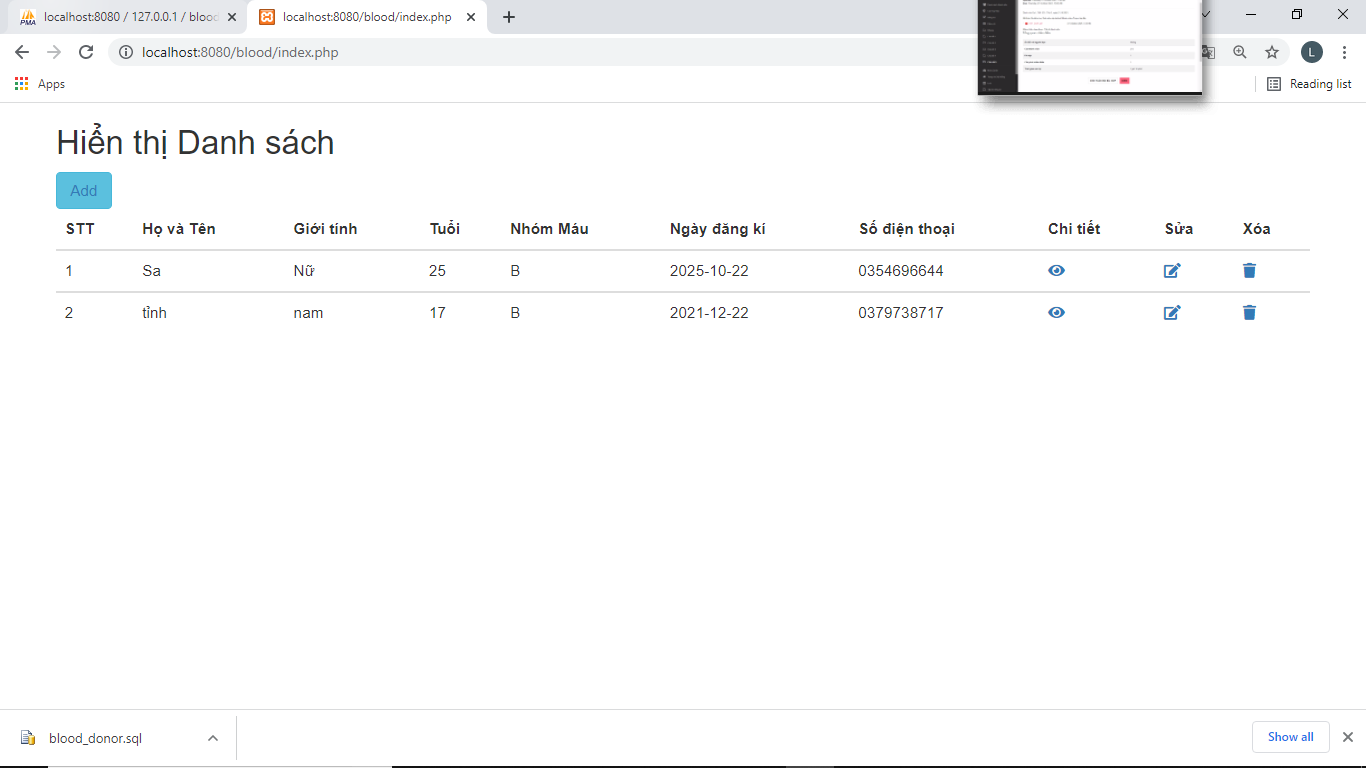 localhost:8080 / 127.0.0.1 / bloo
localhost:8080/blood/index.php
localhost:8080/blood/index.php
L
Apps
Reading list
Hiển thị Danh sách
Add
STT Họ và Tên Giới tính Tuổi Nhóm Máu Ngày đăng kí Số điện thoại Chi tiết Sửa Xóa
1 Sa Nữ 25 B 2025-10-22 0354696644
2 tỉnh nam 17 B 2021-12-22 0379738717
blood_donor.sql
Show all